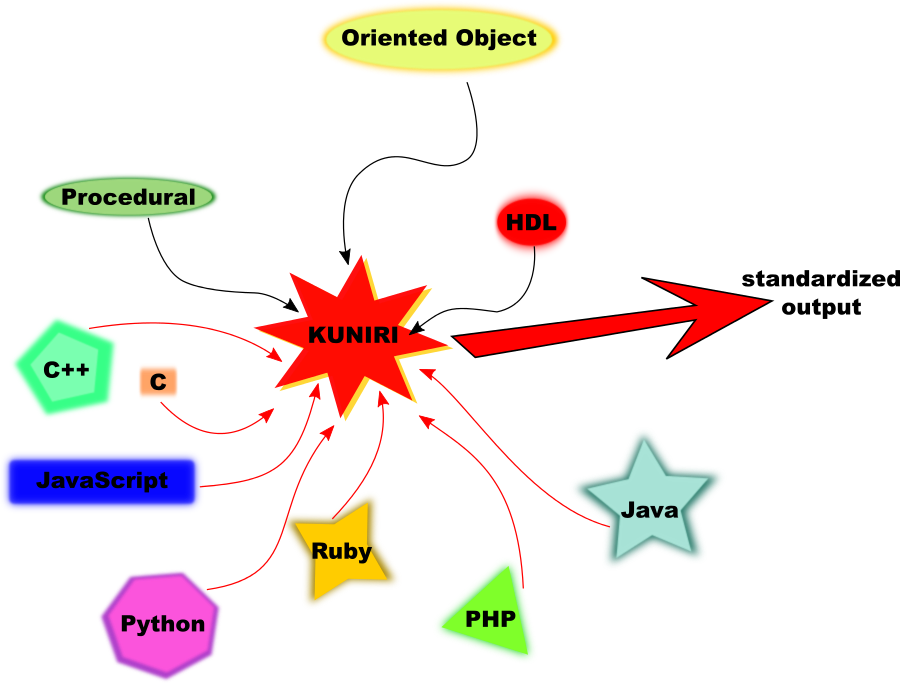 Oriented Object
Procedural
HDL
standardized
output
KUNIRI
C++
C
JavaScript
Java
Ruby
Python
PHP